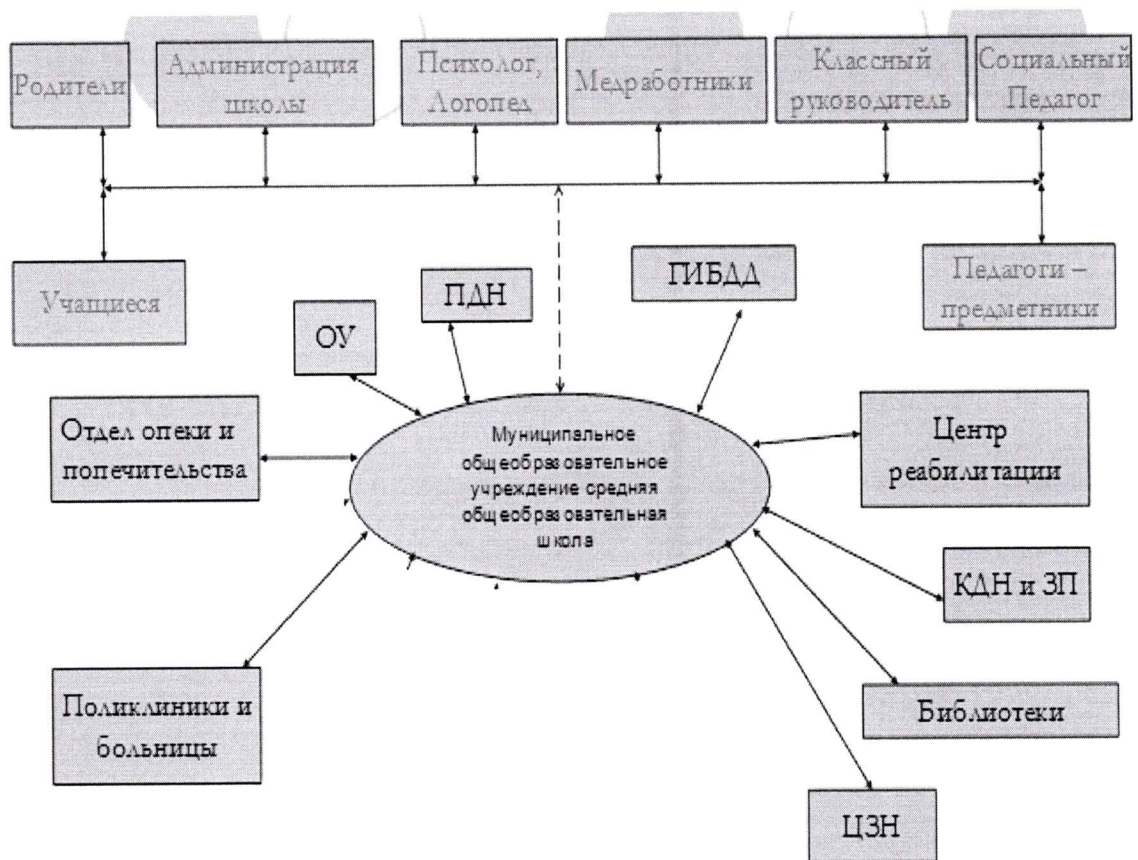 Родители
Администрация
школы
Психолог,
Логопед
Медработники
Классный
руководитель
Социальный
Педагог
Учащиеся
ПДН
ГИБДД
Педагоги –
предметники
ОУ
Отдел опеки и
попечительства
Муниципальное
общеобразовательное
учреждение средняя
общеобразовательная
школа
Центр
реабилитации
КДН и ЗП
Поликлиники и
больницы
Библиотеки
ЦЗН